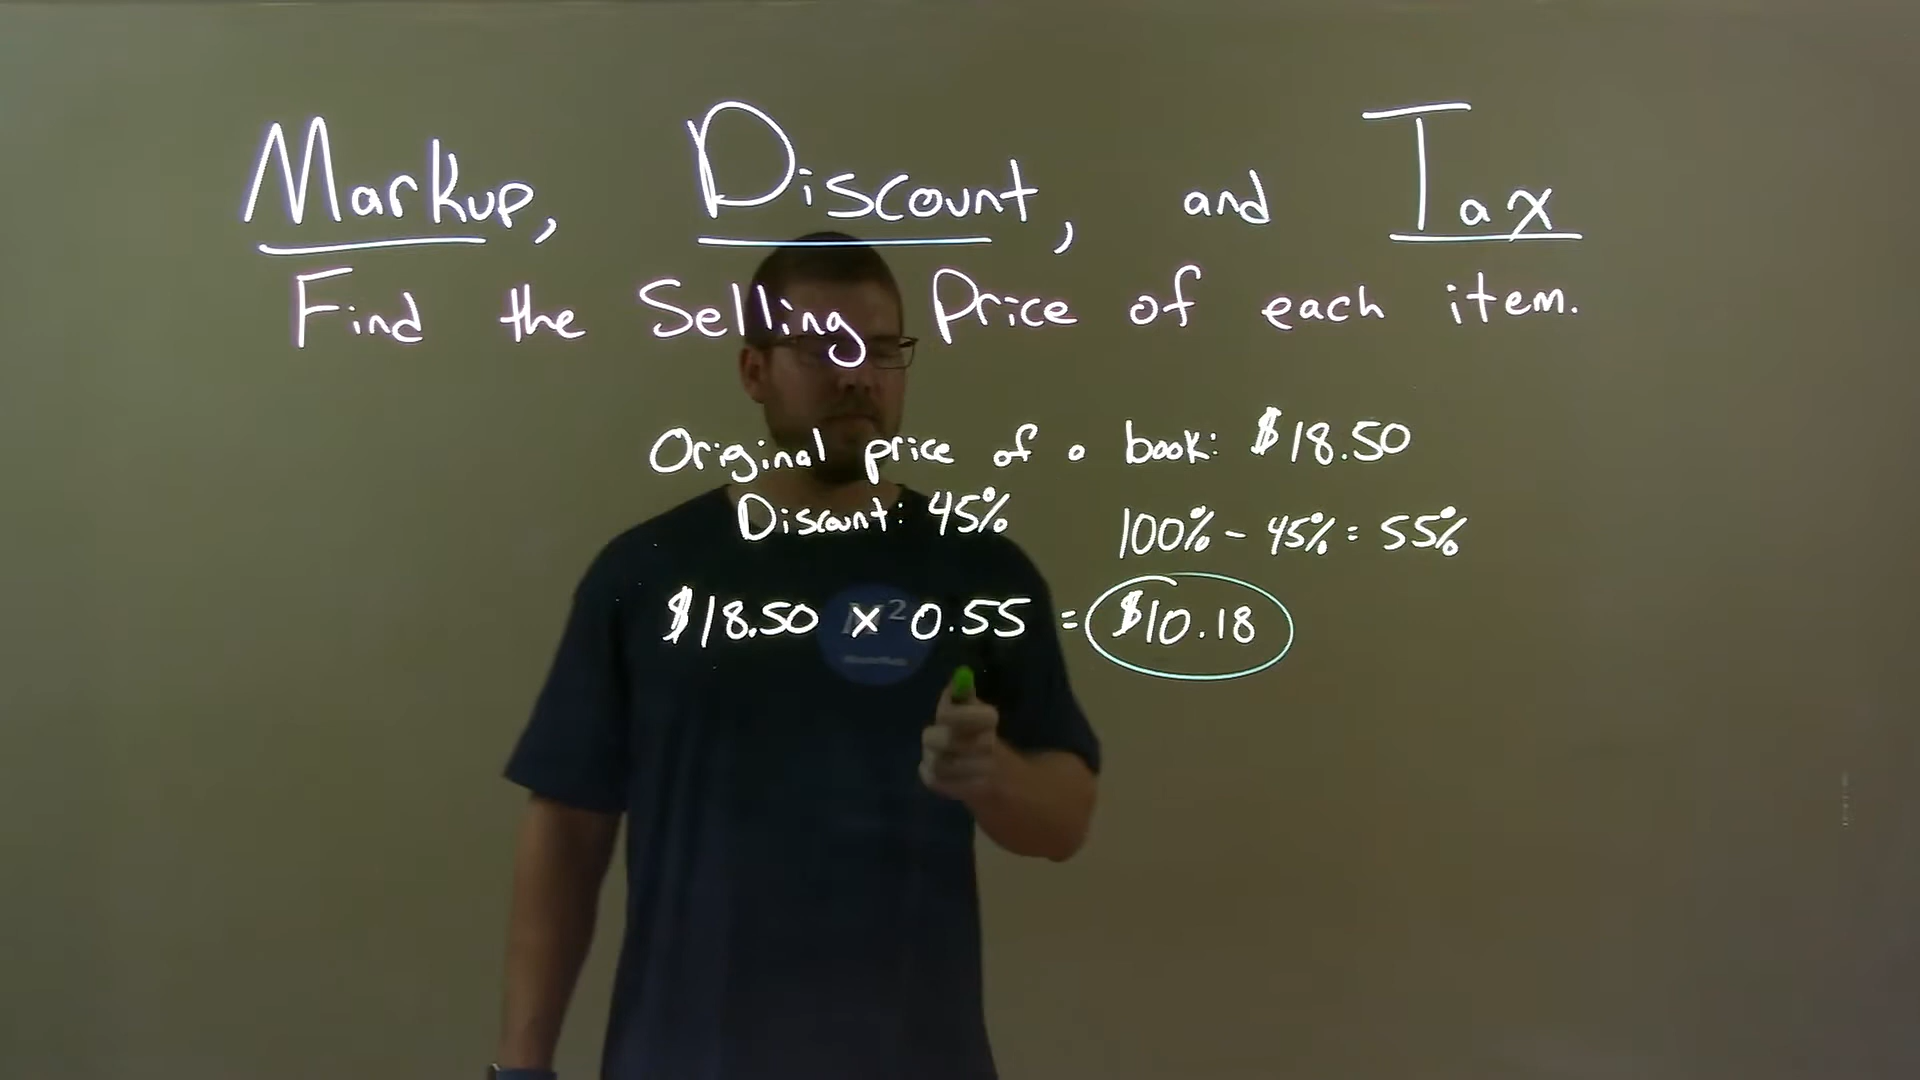 Markup, Discount, and Tax
Find the Selling Price of each item.
Original price of a book: $18.50
Discount: 45% 100% - 45% = 55%
$18.50 x 0.55 = $10.18